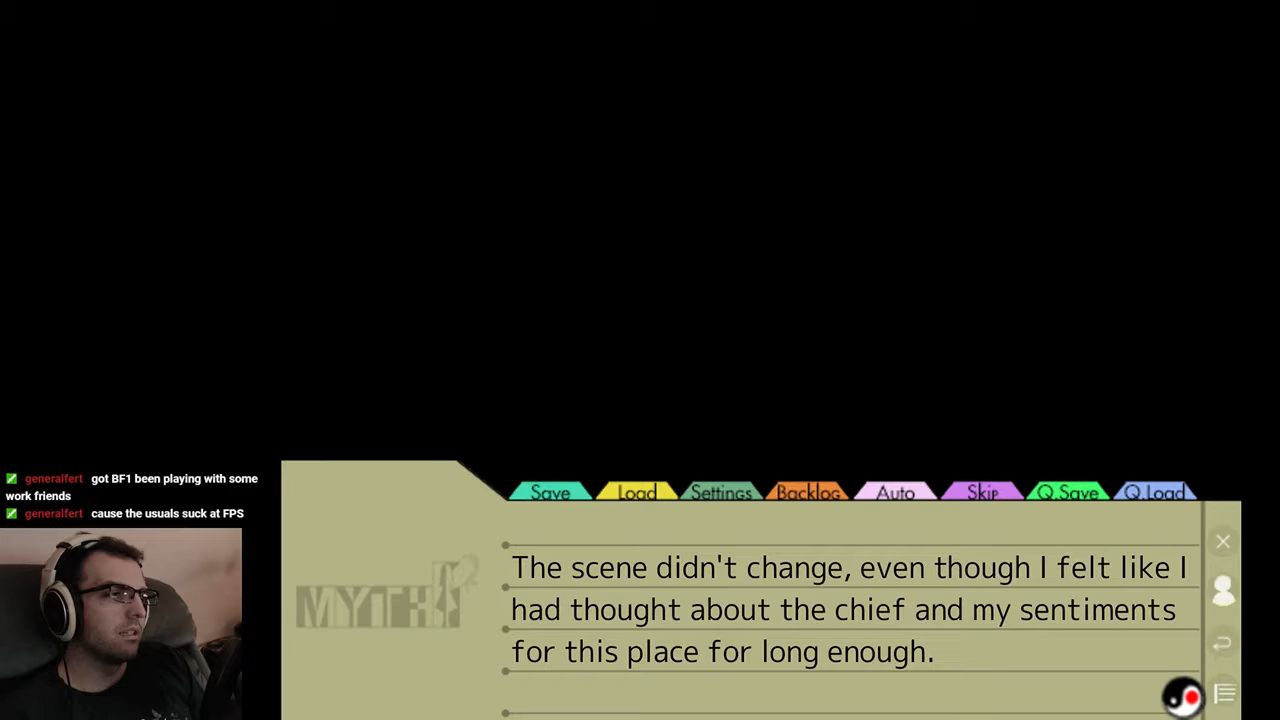 generalfert got BF1 been playing with some
work friends
generalfert cause the usuals suck at FPS
Save Load Settings Backlog Auto Skip Q.Save Q.Load
MYTH
The scene didn't change, even though I felt like I
had thought about the chief and my sentiments
for this place for long enough.